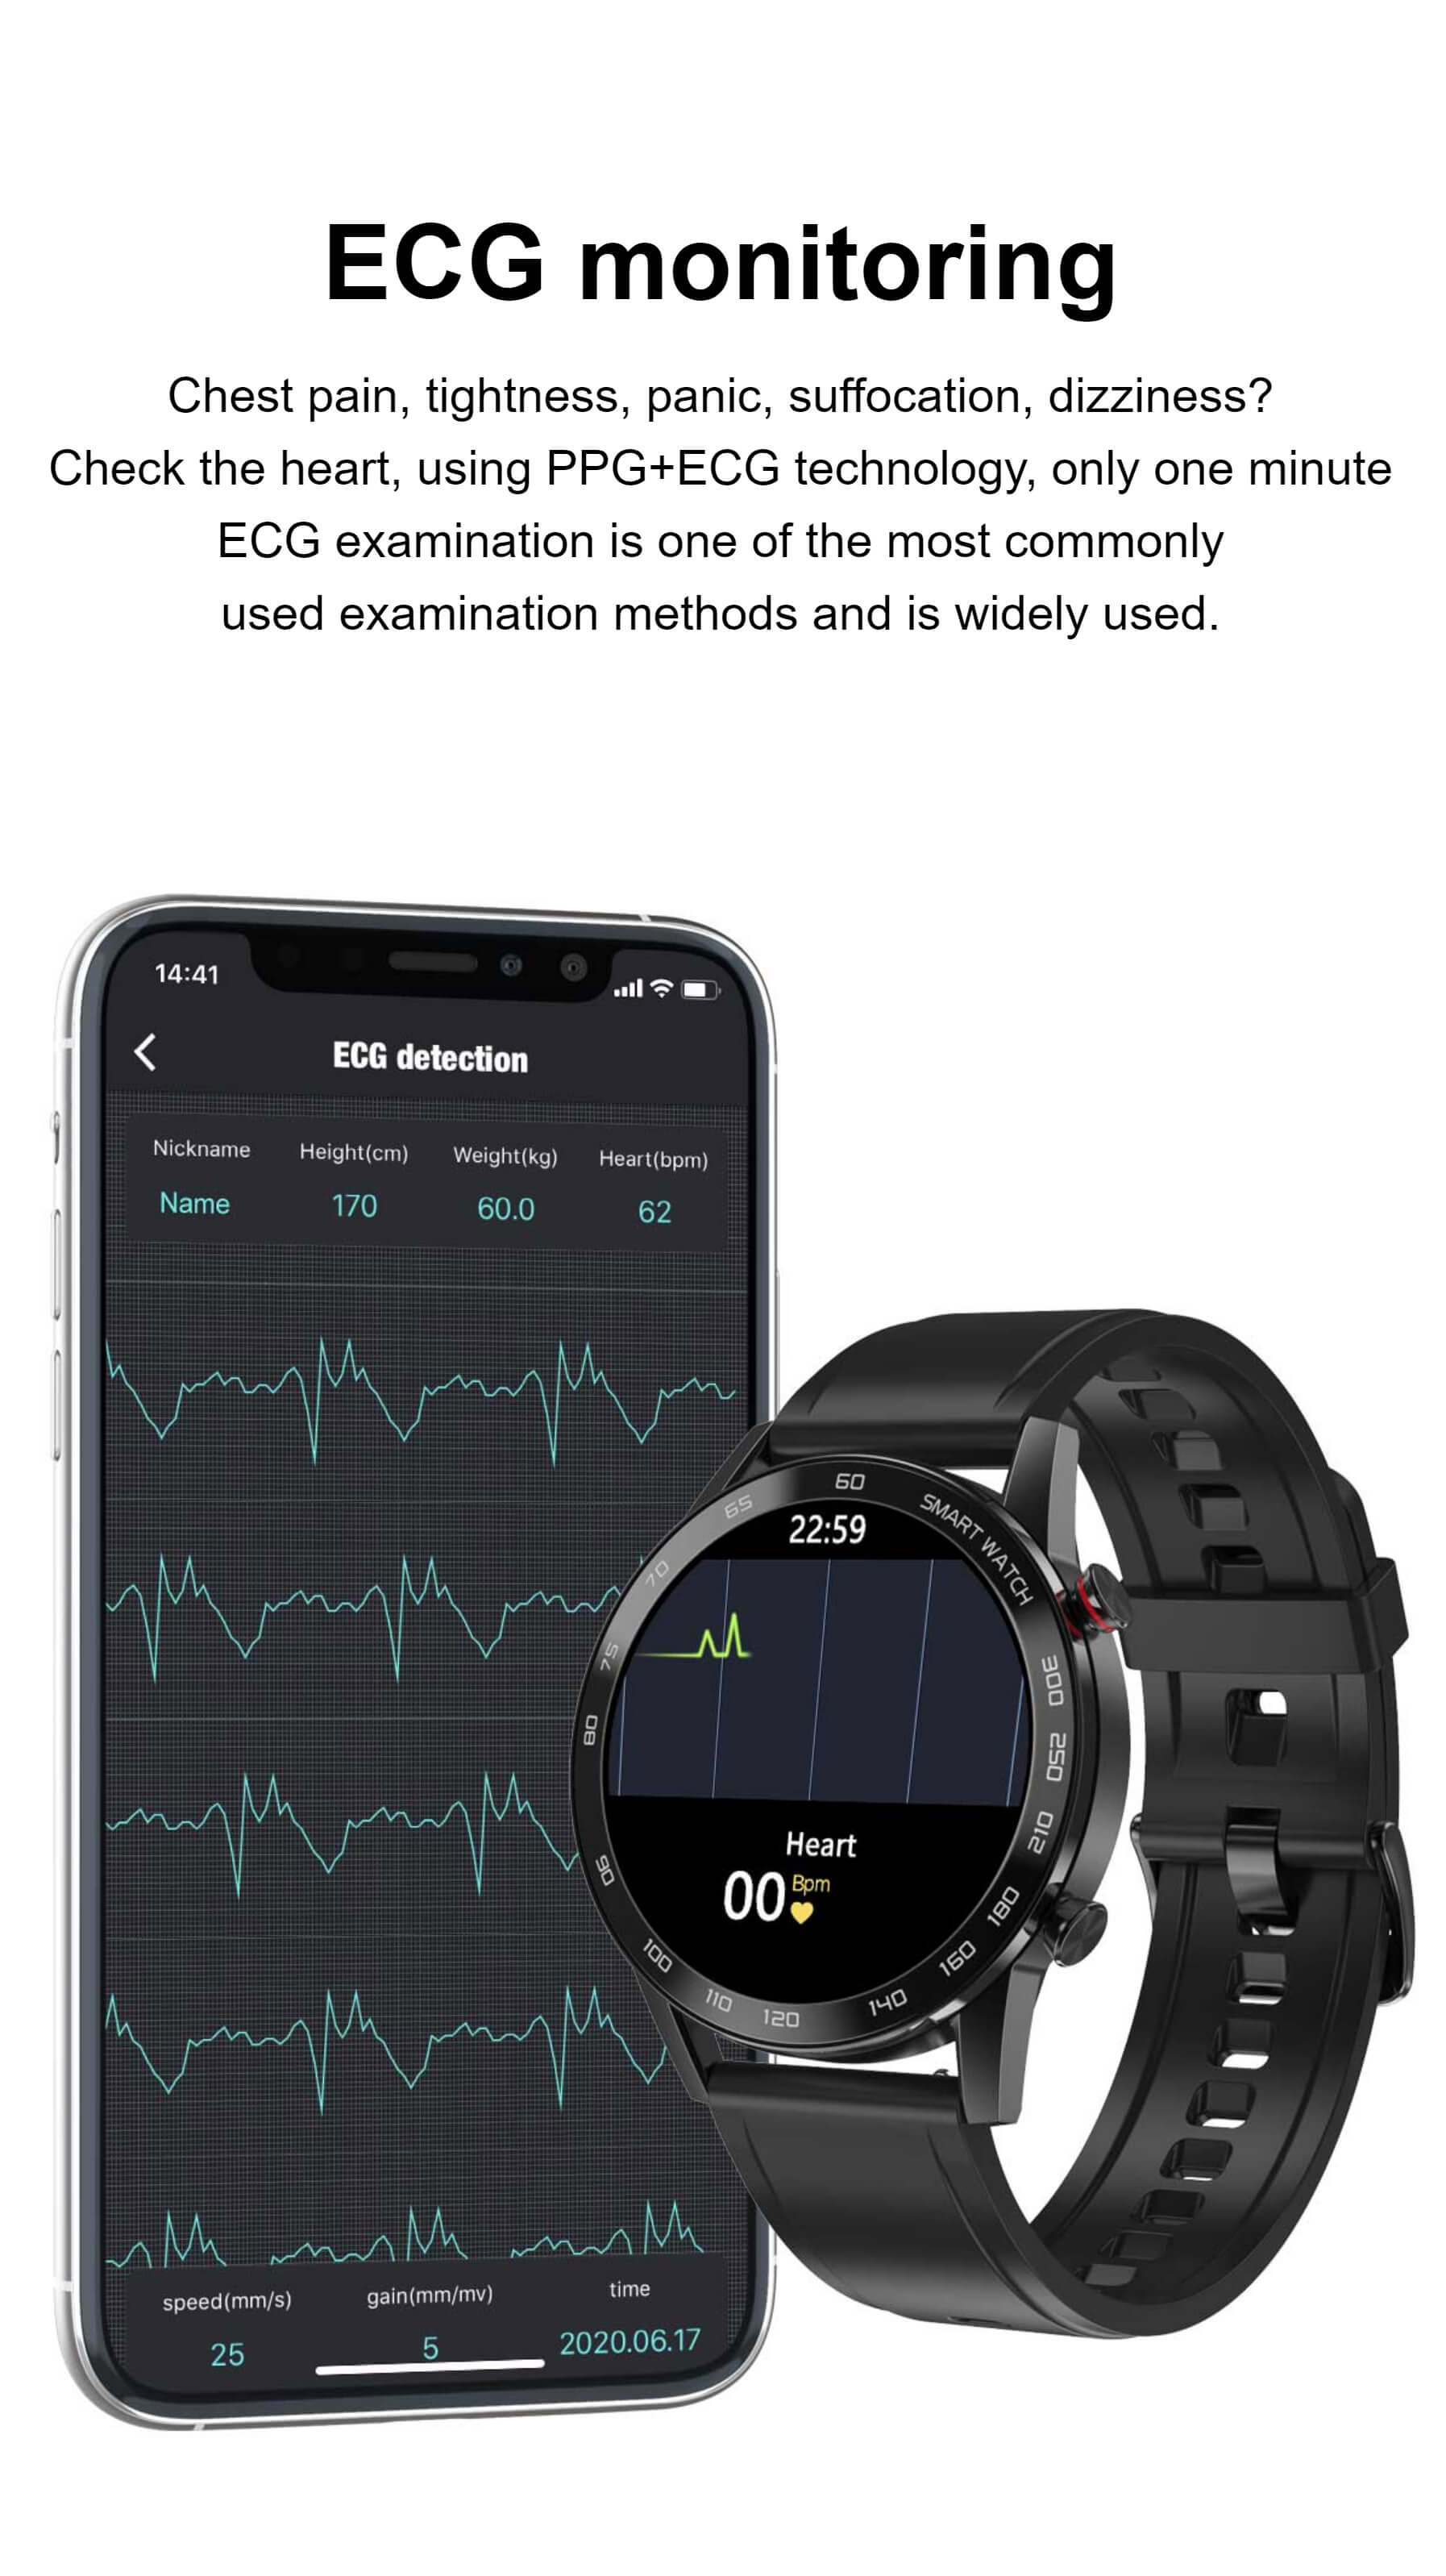 ECG monitoring
Chest pain, tightness, panic, suffocation, dizziness?
Check the heart, using PPG+ECG technology, only one minute
ECG examination is one of the most commonly
used examination methods and is widely used.
14:41
ECG detection
Nickname Height(cm) Weight(kg) Heart(bpm)
Name 170 60.0 62
speed(mm/s) gain(mm/mv) time
25 5 2020.06.17
60
SMART WATCH
300
250
210
180
160
140
120
110
100
90
80
75
70
65
22:59
Heart
00 Bpm